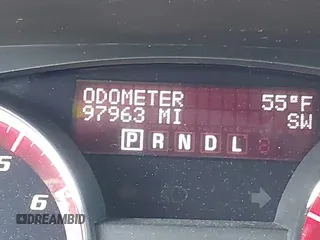 ODOMETER 55°F
97963 MI SW
P R N D L
5
6
DREAMBID